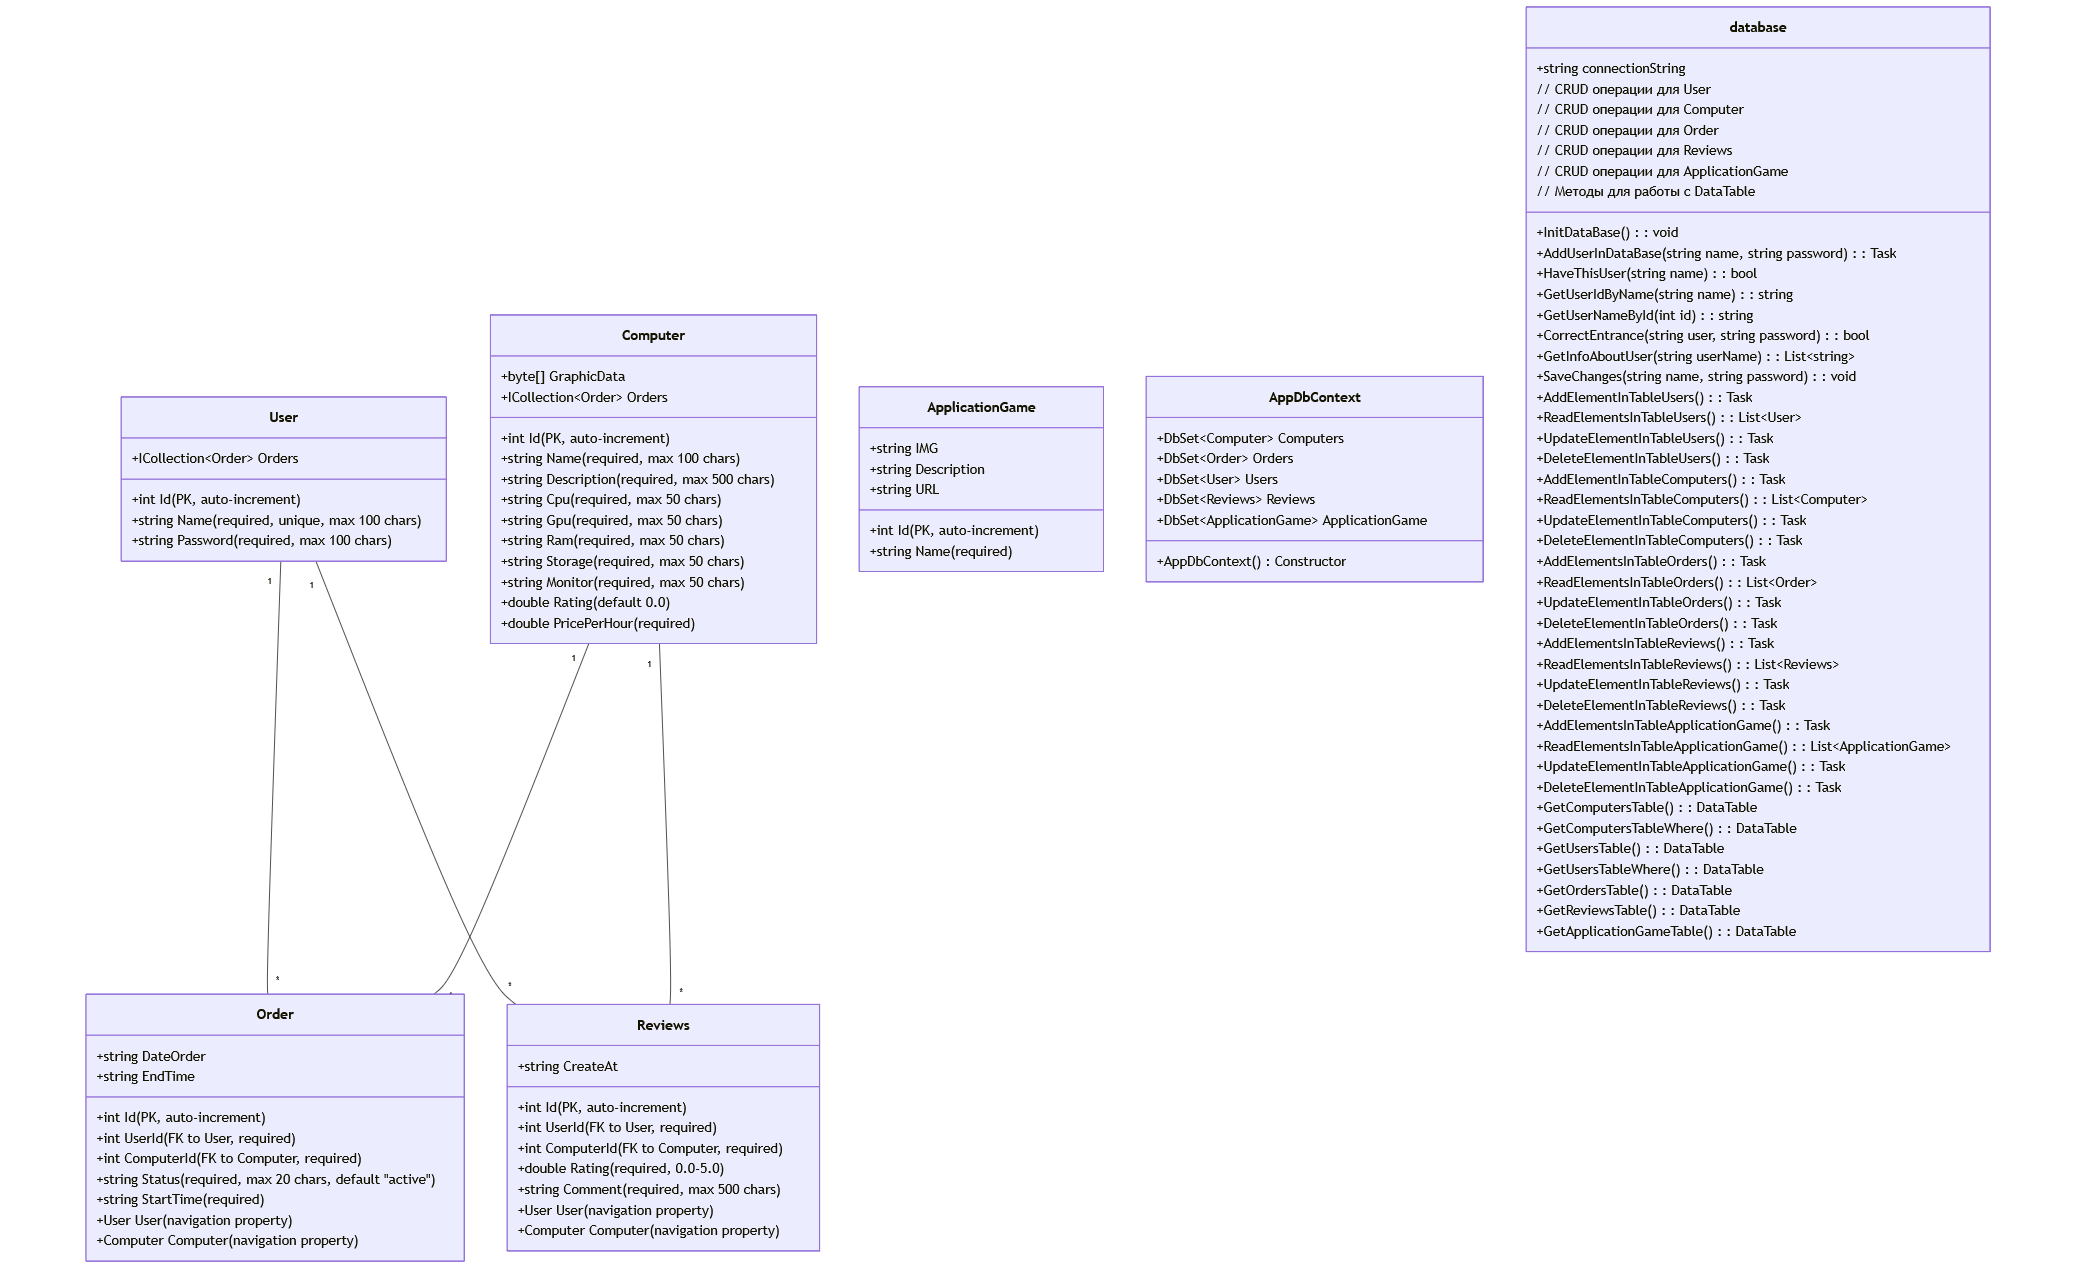 User
+ICollection<Order> Orders
+int Id(PK, auto-increment)
+string Name(required, unique, max 100 chars)
+string Password(required, max 100 chars)
Computer
+byte[] GraphicData
+ICollection<Order> Orders
+int Id(PK, auto-increment)
+string Name(required, max 100 chars)
+string Description(required, max 500 chars)
+string Cpu(required, max 50 chars)
+string Gpu(required, max 50 chars)
+string Ram(required, max 50 chars)
+string Storage(required, max 50 chars)
+string Monitor(required, max 50 chars)
+double Rating(default 0.0)
+double PricePerHour(required)
ApplicationGame
+string IMG
+string Description
+string URL
+int Id(PK, auto-increment)
+string Name(required)
AppDbContext
+DbSet<Computer> Computers
+DbSet<Order> Orders
+DbSet<User> Users
+DbSet<Reviews> Reviews
+DbSet<ApplicationGame> ApplicationGame
+AppDbContext() : Constructor
database
+string connectionString
// CRUD операции для User
// CRUD операции для Computer
// CRUD операции для Order
// CRUD операции для Reviews
// CRUD операции для ApplicationGame
// Методы для работы с DataTable
+InitDataBase() : : void
+AddUserInDataBase(string name, string password) : : Task
+HaveThisUser(string name) : : bool
+GetUserIdByName(string name) : : string
+GetUserNameById(int id) : : string
+CorrectEntrance(string user, string password) : : bool
+GetInfoAboutUser(string userName) : : List<string>
+SaveChanges(string name, string password) : : void
+AddElementInTableUsers() : : Task
+ReadElementsInTableUsers() : : List<User>
+UpdateElementInTableUsers() : : Task
+DeleteElementInTableUsers() : : Task
+AddElementInTableComputers() : : Task
+ReadElementsInTableComputers() : : List<Computer>
+UpdateElementInTableComputers() : : Task
+DeleteElementInTableComputers() : : Task
+AddElementsInTableOrders() : : Task
+ReadElementsInTableOrders() : : List<Order>
+UpdateElementInTableOrders() : : Task
+DeleteElementInTableOrders() : : Task
+AddElementsInTableReviews() : : Task
+ReadElementsInTableReviews() : : List<Reviews>
+UpdateElementInTableReviews() : : Task
+DeleteElementInTableReviews() : : Task
+AddElementsInTableApplicationGame() : : Task
+ReadElementsInTableApplicationGame() : : List<ApplicationGame>
+UpdateElementInTableApplicationGame() : : Task
+DeleteElementInTableApplicationGame() : : Task
+GetComputersTable() : : DataTable
+GetComputersTableWhere() : : DataTable
+GetUsersTable() : : DataTable
+GetUsersTableWhere() : : DataTable
+GetOrdersTable() : : DataTable
+GetReviewsTable() : : DataTable
+GetApplicationGameTable() : : DataTable
1
1
1
1
*
*
*
Order
+string DateOrder
+string EndTime
+int Id(PK, auto-increment)
+int UserId(FK to User, required)
+int ComputerId(FK to Computer, required)
+string Status(required, max 20 chars, default "active")
+string StartTime(required)
+User User(navigation property)
+Computer Computer(navigation property)
Reviews
+string CreateAt
+int Id(PK, auto-increment)
+int UserId(FK to User, required)
+int ComputerId(FK to Computer, required)
+double Rating(required, 0.0-5.0)
+string Comment(required, max 500 chars)
+User User(navigation property)
+Computer Computer(navigation property)